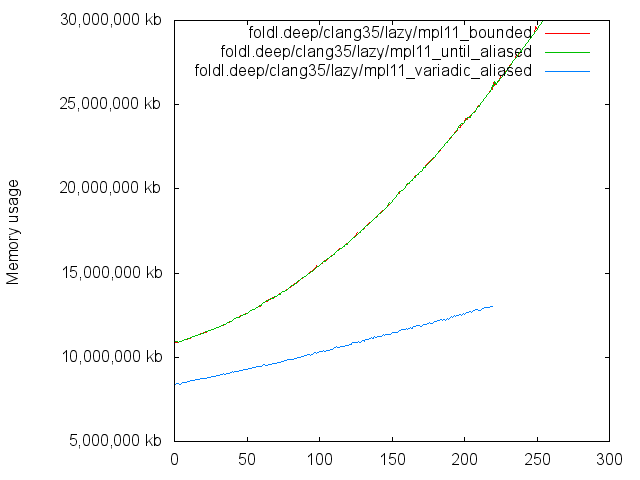 30,000,000 kb
foldl.deep/clang35/lazy/mpl11_bounded
foldl.deep/clang35/lazy/mpl11_until_aliased
foldl.deep/clang35/lazy/mpl11_variadic_aliased
25,000,000 kb
20,000,000 kb
Memory usage
15,000,000 kb
10,000,000 kb
5,000,000 kb
0 50 100 150 200 250 300